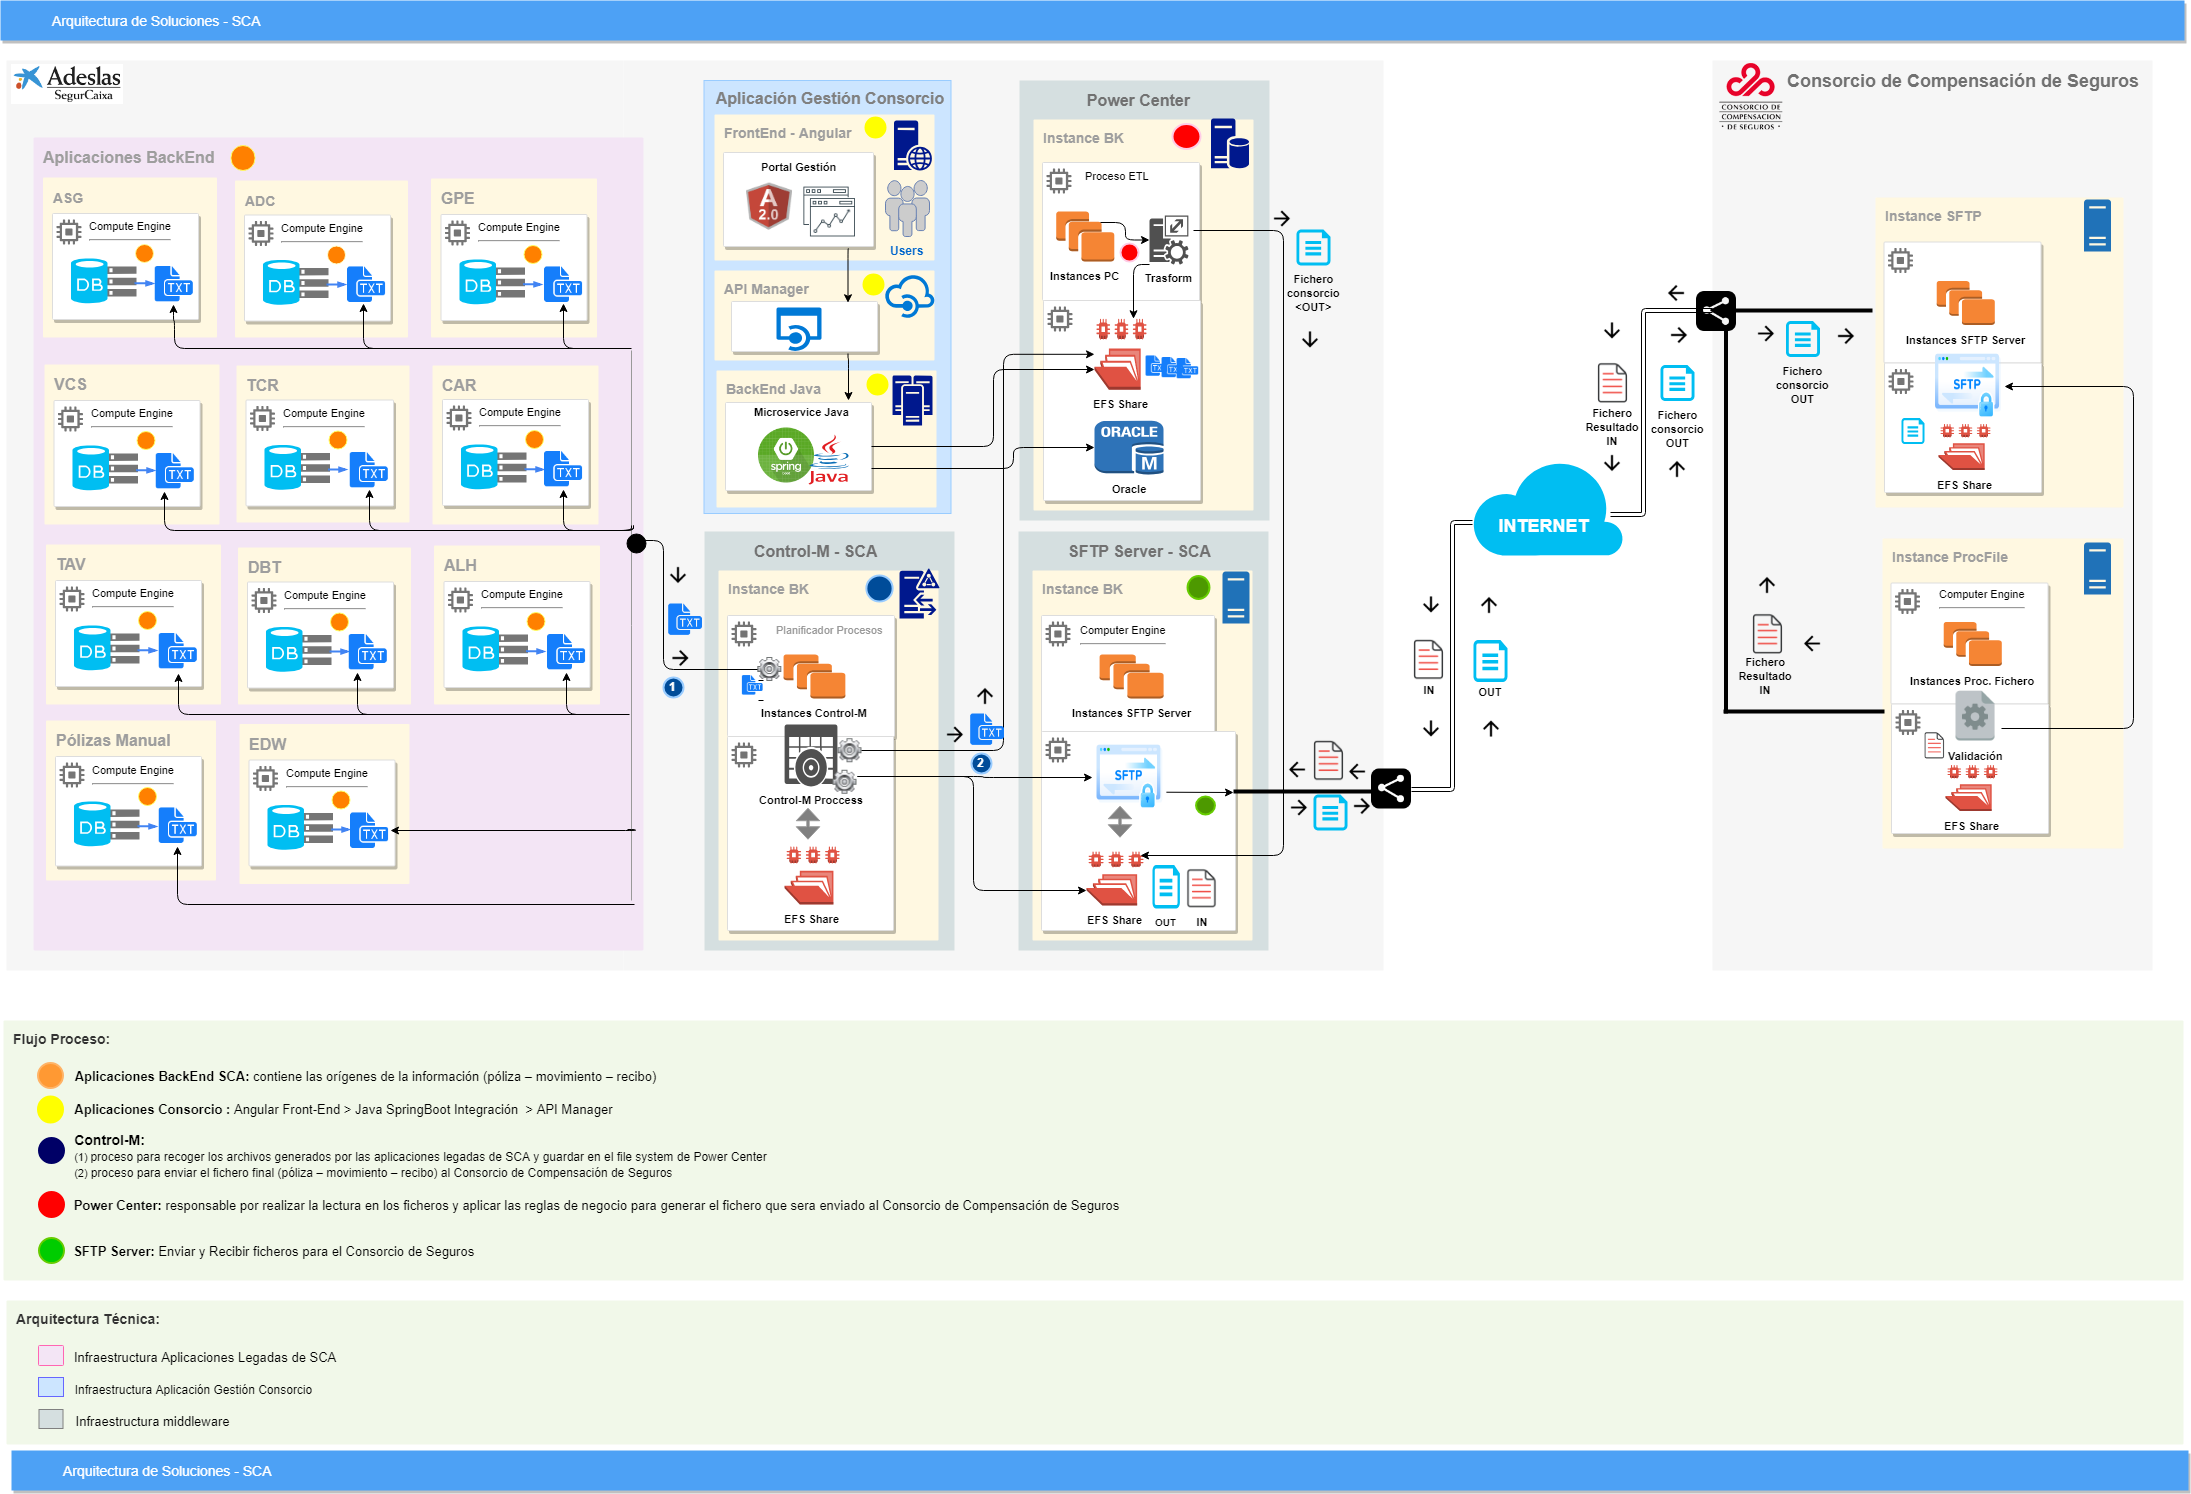 Arquitectura de Soluciones - SCA
Adeslas
SegurCaixa
Aplicaciones BackEnd
ASG
Compute Engine
DB
TXT
ADC
Compute Engine
DB
TXT
GPE
Compute Engine
DB
TXT
VCS
Compute Engine
DB
TXT
TCR
Compute Engine
DB
TXT
CAR
Compute Engine
DB
TXT
TAV
Compute Engine
DB
TXT
DBT
Compute Engine
DB
TXT
ALH
Compute Engine
DB
TXT
Pólizas Manual
Compute Engine
DB
TXT
EDW
Compute Engine
DB
TXT
TXT
1
Aplicación Gestión Consorcio
FrontEnd - Angular
Portal Gestión
A
2.0
Users
API Manager
BackEnd Java
Microservice Java
spring
Java
Control-M - SCA
Instance BK
Planificador Procesos
TXT
Instances Control-M
Control-M Proccess
EFS Share
TXT
2
Power Center
Instance BK
Proceso ETL
Instances PC
Trasform
EFS Share
ORACLE
M
Oracle
Fichero
consorcio
<OUT>
SFTP Server - SCA
Instance BK
Computer Engine
Instances SFTP Server
SFTP
EFS Share
OUT
IN
IN
OUT
INTERNET
Fichero
Resultado
IN
Fichero
consorcio
OUT
CONSORCIO DE
COMPENSACIÓN
· DE SEGUROS ·
Consorcio de Compensación de Seguros
Fichero
consorcio
OUT
Instance SFTP
Instances SFTP Server
SFTP
EFS Share
Instance ProcFile
Computer Engine
Instances Proc. Fichero
Validación
EFS Share
Fichero
Resultado
IN
Flujo Proceso:
Aplicaciones BackEnd SCA: contiene las orígenes de la información (póliza – movimiento – recibo)
Aplicaciones Consorcio : Angular Front-End > Java SpringBoot Integración > API Manager
Control-M:
(1) proceso para recoger los archivos generados por las aplicaciones legadas de SCA y guardar en el file system de Power Center
(2) proceso para enviar el fichero final (póliza – movimiento – recibo) al Consorcio de Compensación de Seguros
Power Center: responsable por realizar la lectura en los ficheros y aplicar las reglas de negocio para generar el fichero que sera enviado al Consorcio de Compensación de Seguros
SFTP Server: Enviar y Recibir ficheros para el Consorcio de Seguros
Arquitectura Técnica:
Infraestructura Aplicaciones Legadas de SCA
Infraestructura Aplicación Gestión Consorcio
Infraestructura middleware
Arquitectura de Soluciones - SCA